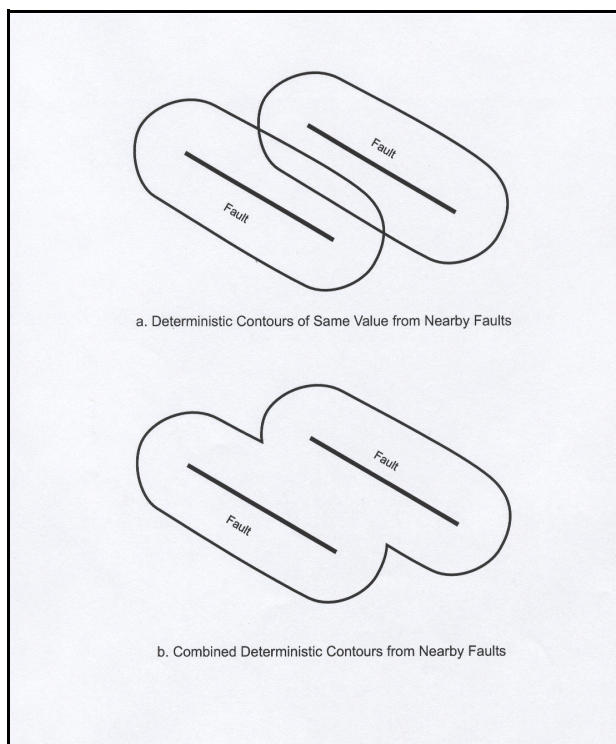 Fault
Fault
a. Deterministic Contours of Same Value from Nearby Faults
Fault
Fault
b. Combined Deterministic Contours from Nearby Faults